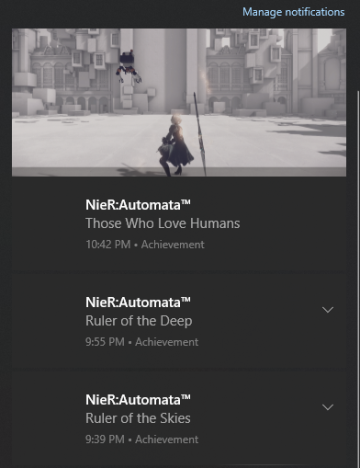 Manage notifications
NieR:Automata™
Those Who Love Humans
10:42 PM • Achievement
NieR:Automata™
Ruler of the Deep
9:55 PM • Achievement
NieR:Automata™
Ruler of the Skies
9:39 PM • Achievement